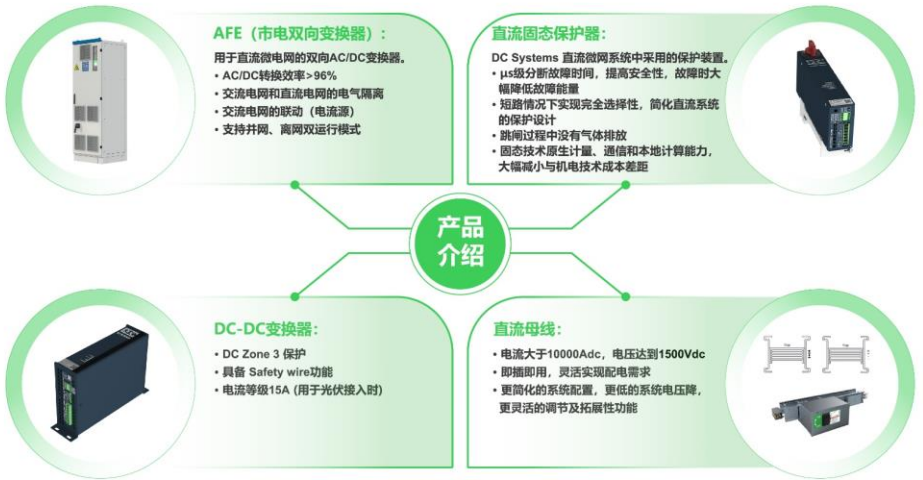 AFE（市电双向变换器）：
用于直流微电网的双向AC/DC变换器。
• AC/DC转换效率>96%
• 交流电网和直流电网的电气隔离
• 交流电网的联动（电流源）
• 支持并网、离网双运行模式
直流固态保护器：
DC Systems 直流微网系统中采用的保护装置。
• μs级分断故障时间，提高安全性，故障时大
幅降低故障能量
• 短路情况下实现完全选择性，简化直流系统
的保护设计
• 跳闸过程中没有气体排放
• 固态技术原生计量、通信和本地计算能力，
大幅减小与机电技术成本差距
产品
介绍
DC-DC变换器：
• DC Zone 3 保护
• 具备 Safety wire功能
• 电流等级15A (用于光伏接入时)
直流母线：
• 电流大于10000Adc，电压达到1500Vdc
• 即插即用，灵活实现配电需求
• 更简化的系统配置，更低的系统电压降，
更灵活的调节及拓展性功能